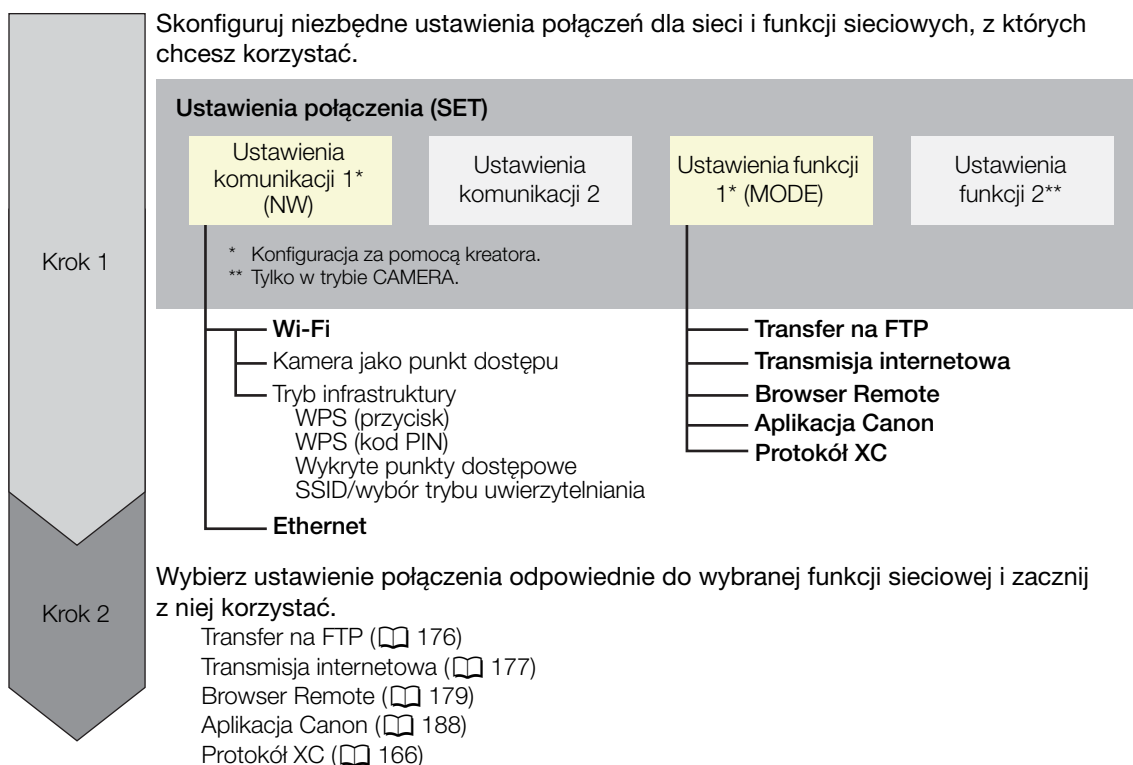 Skonfiguruj niezbędne ustawienia połączeń dla sieci i funkcji sieciowych, z których
chcesz korzystać.
Krok 1
Ustawienia połączenia (SET)
Ustawienia
komunikacji 1*
(NW)
Ustawienia
komunikacji 2
Ustawienia funkcji
1* (MODE)
Ustawienia
funkcji 2**
* Konfiguracja za pomocą kreatora.
** Tylko w trybie CAMERA.
Wi-Fi
Kamera jako punkt dostępu
Tryb infrastruktury
WPS (przycisk)
WPS (kod PIN)
Wykryte punkty dostępowe
SSID/wybór trybu uwierzytelniania
Ethernet
Transfer na FTP
Transmisja internetowa
Browser Remote
Aplikacja Canon
Protokół XC
Krok 2
Wybierz ustawienie połączenia odpowiednie do wybranej funkcji sieciowej i zacznij
z niej korzystać.
Transfer na FTP (176)
Transmisja internetowa (177)
Browser Remote (179)
Aplikacja Canon (188)
Protokół XC (166)